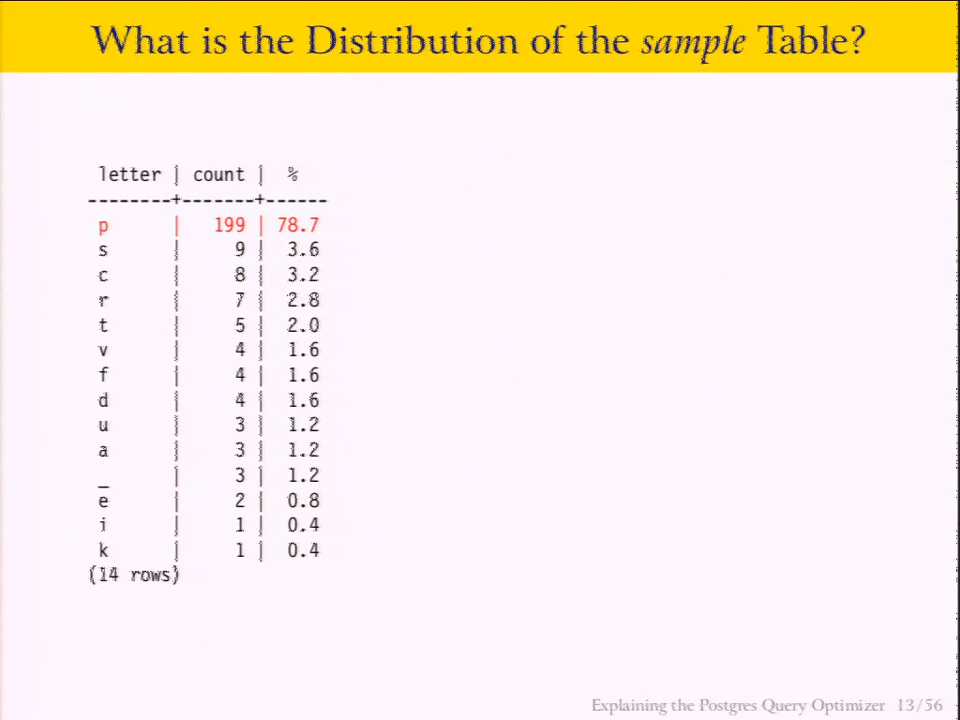 What is the Distribution of the sample Table?
letter | count | %
--------+-------+------
p | 199 | 78.7
s | 9 | 3.6
c | 8 | 3.2
r | 7 | 2.8
t | 5 | 2.0
v | 4 | 1.6
f | 4 | 1.6
d | 4 | 1.6
u | 3 | 1.2
a | 3 | 1.2
_ | 3 | 1.2
e | 2 | 0.8
i | 1 | 0.4
k | 1 | 0.4
(14 rows)
Explaining the Postgres Query Optimizer 13/56